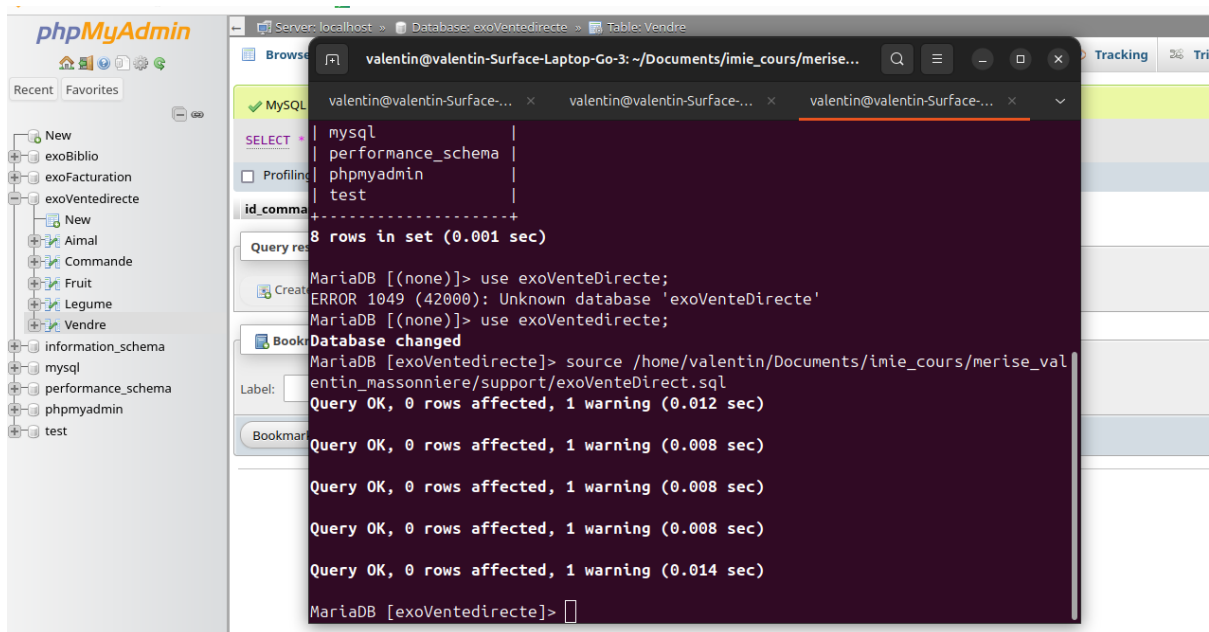 phpMyAdmin
Recent Favorites
New
exoBiblio
exoFacturation
exoVentedirecte
New
Aimal
Commande
Fruit
Legume
Vendre
information_schema
mysql
performance_schema
phpmyadmin
test
Server: localhost » Database: exoVentedirecte » Table: Vendre
Browse
Tracking
Tri
MySQL
SELECT *
Profiling
id_comma
Query res
Creat
Bookm
Label:
Bookmar
valentin@valentin-Surface-Laptop-Go-3: ~/Documents/imie_cours/merise...
valentin@valentin-Surface-... × valentin@valentin-Surface-... × valentin@valentin-Surface-... ×
| mysql |
| performance_schema |
| phpmyadmin |
| test |
+--------------------+
8 rows in set (0.001 sec)
MariaDB [(none)]> use exoVenteDirecte;
ERROR 1049 (42000): Unknown database 'exoVenteDirecte'
MariaDB [(none)]> use exoVentedirecte;
Database changed
MariaDB [exoVentedirecte]> source /home/valentin/Documents/imie_cours/merise_val
entin_massonniere/support/exoVenteDirect.sql
Query OK, 0 rows affected, 1 warning (0.012 sec)
Query OK, 0 rows affected, 1 warning (0.008 sec)
Query OK, 0 rows affected, 1 warning (0.008 sec)
Query OK, 0 rows affected, 1 warning (0.008 sec)
Query OK, 0 rows affected, 1 warning (0.014 sec)
MariaDB [exoVentedirecte]>